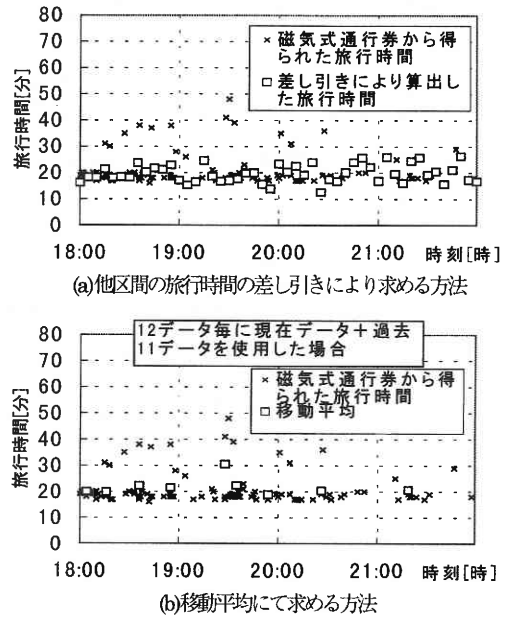 80
70
60
50
40
30
20
10
0
旅行時間[分]
× 磁気式通行券から得
られた旅行時間
□ 差し引きにより算出し
た旅行時間
18:00 19:00 20:00 21:00 時刻[時]
(a)他区間の旅行時間の差し引きにより求める方法
80
70
60
50
40
30
20
10
0
旅行時間[分]
12データ毎に現在データ+過去
11データを使用した場合
× 磁気式通行券から得
られた旅行時間
□ 移動平均
18:00 19:00 20:00 21:00 時刻[時]
(b)移動平均にて求める方法